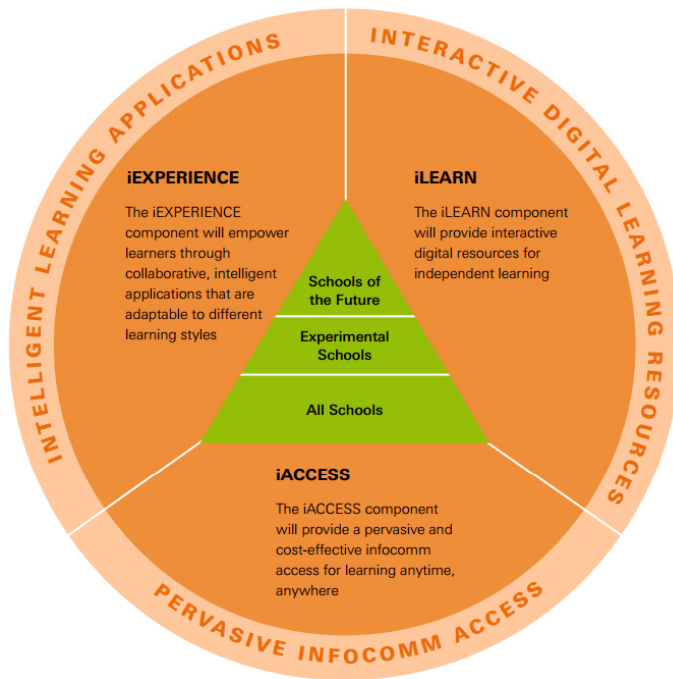 INTELLIGENT LEARNING APPLICATIONS
INTERACTIVE DIGITAL LEARNING RESOURCES
iEXPERIENCE
The iEXPERIENCE
component will empower
learners through
collaborative, intelligent
applications that are
adaptable to different
learning styles
iLEARN
The iLEARN component
will provide interactive
digital resources for
independent learning
Schools of
the Future
Experimental
Schools
All Schools
iACCESS
The iACCESS component
will provide a pervasive and
cost-effective infocomm
access for learning anytime,
anywhere
PERVASIVE INFOCOMM ACCESS